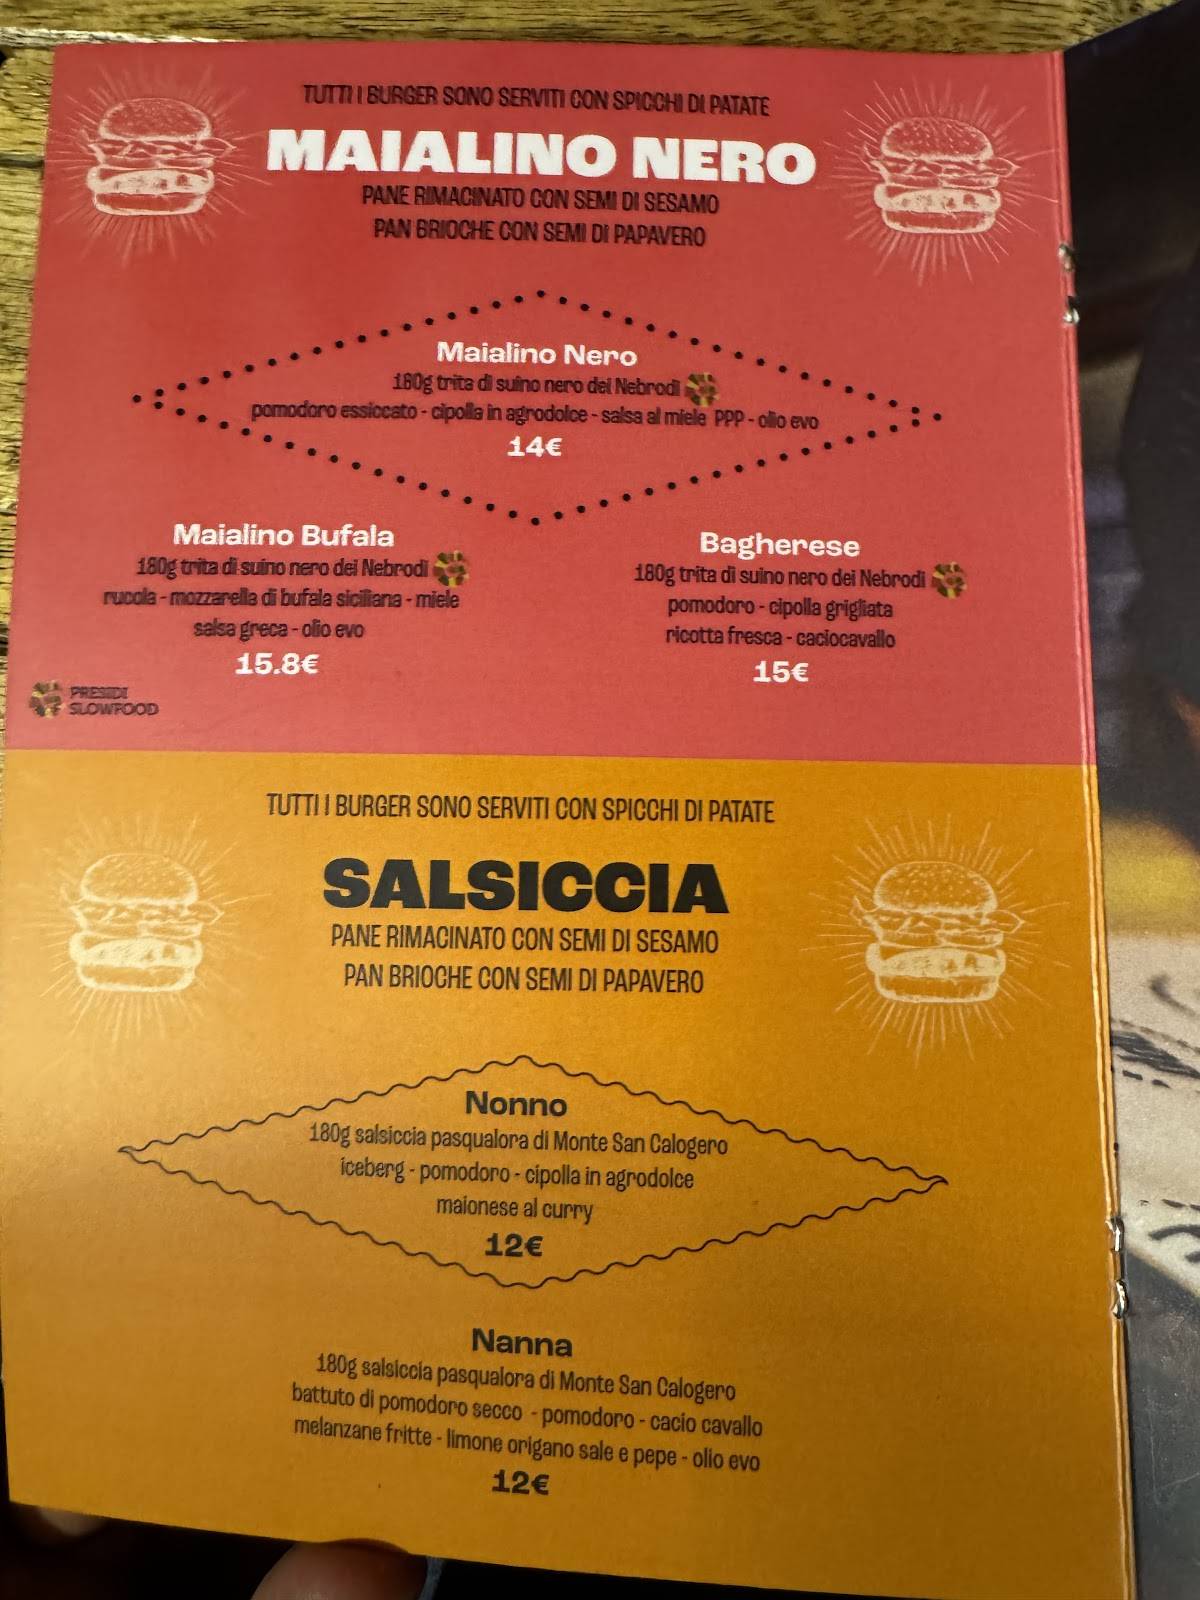 TUTTI I BURGER SONO SERVITI CON SPICCHI DI PATATE
MAIALINO NERO
PANE RIMACINATO CON SEMI DI SESAMO
PAN BRIOCHE CON SEMI DI PAPAVERO
Maialino Nero
180g trita di suino nero dei Nebrodi
pomodoro essiccato - cipolla in agrodolce - salsa al miele PPP - olio evo
14€
Maialino Bufala
180g trita di suino nero dei Nebrodi
rucola - mozzarella di bufala siciliana - miele
salsa greca - olio evo
15.8€
Bagherese
180g trita di suino nero dei Nebrodi
pomodoro - cipolla grigliata
ricotta fresca - caciocavallo
15€
PRESIDI
SLOWFOOD
TUTTI I BURGER SONO SERVITI CON SPICCHI DI PATATE
SALSICCIA
PANE RIMACINATO CON SEMI DI SESAMO
PAN BRIOCHE CON SEMI DI PAPAVERO
Nonno
180g salsiccia pasqualora di Monte San Calogero
iceberg - pomodoro - cipolla in agrodolce
maionese al curry
12€
Nanna
180g salsiccia pasqualora di Monte San Calogero
battuto di pomodoro secco - pomodoro - cacio cavallo
melanzane fritte - limone origano sale e pepe - olio evo
12€